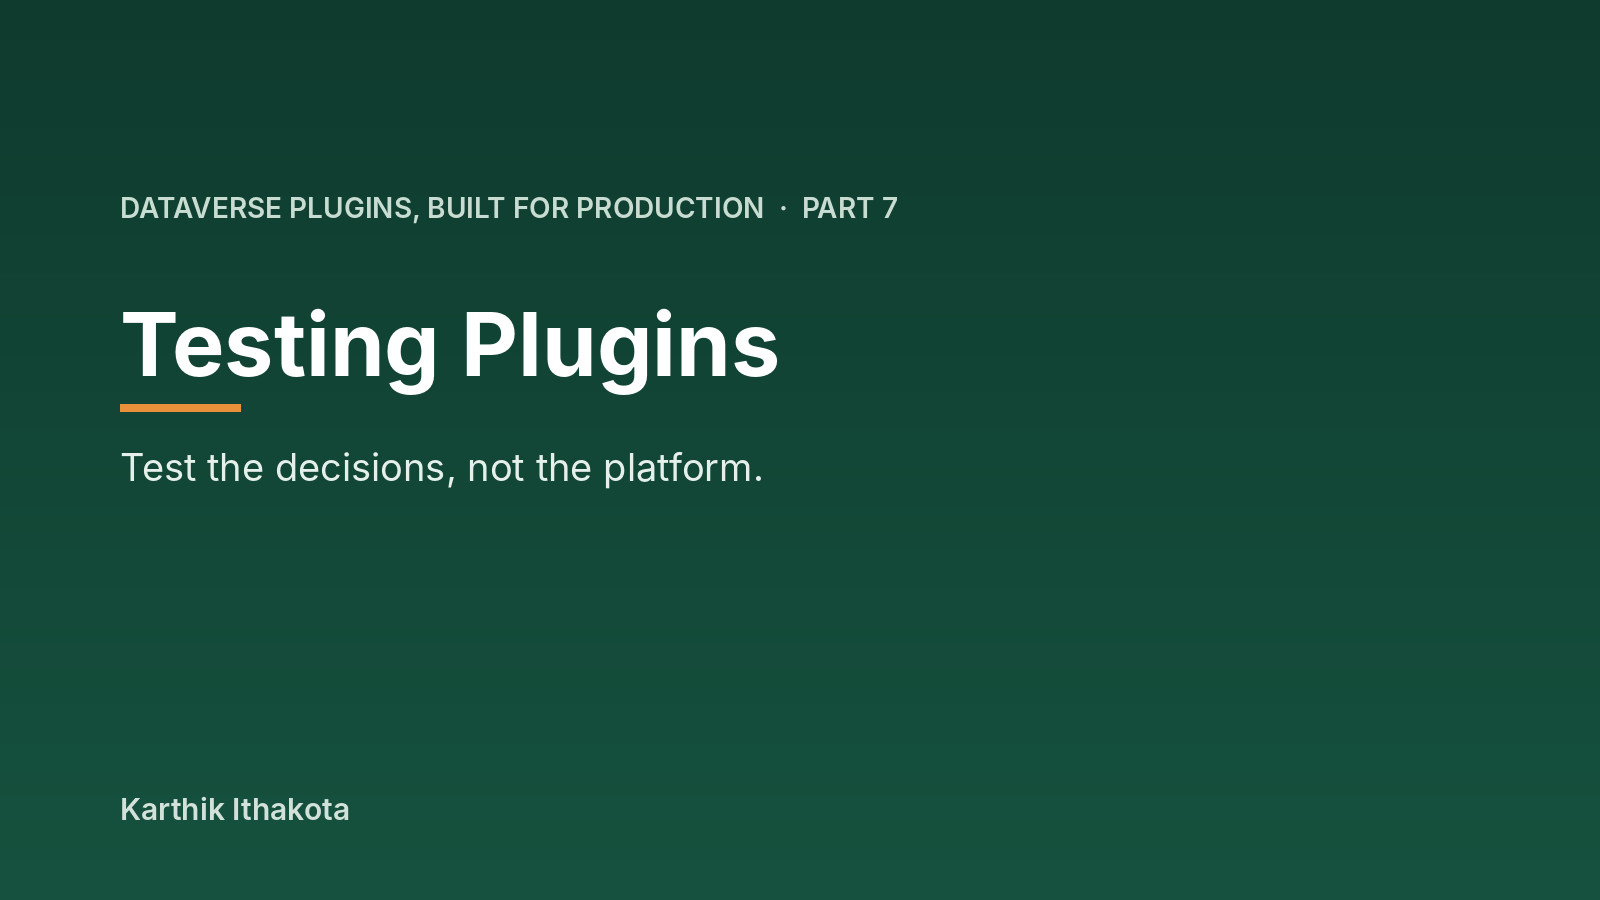 DATAVERSE PLUGINS, BUILT FOR PRODUCTION · PART 7
Testing Plugins
Test the decisions, not the platform.
Karthik Ithakota